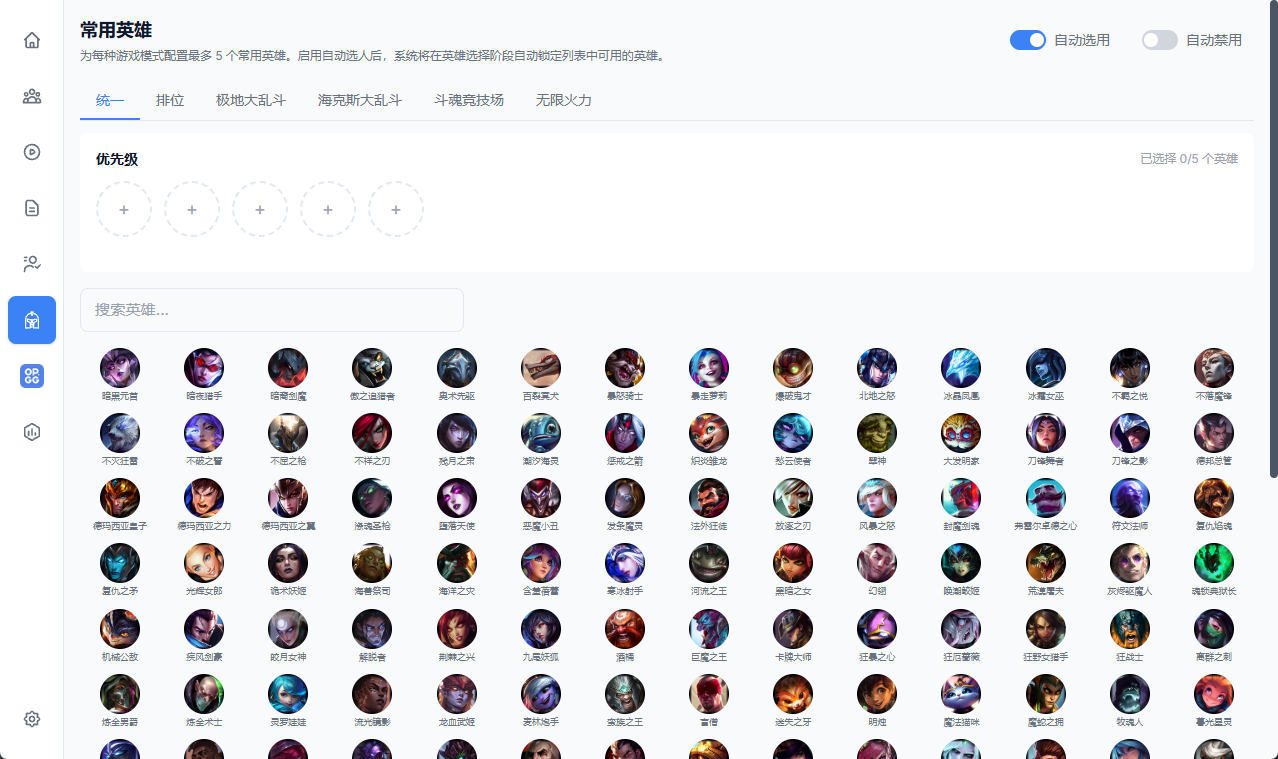 常用英雄
为每种游戏模式配置最多 5 个常用英雄。启用自动选人后，系统将在英雄选择阶段自动锁定列表中可用的英雄。
自动选用 自动禁用
统一 排位 极地大乱斗 海克斯大乱斗 斗魂竞技场 无限火力
优先级 已选择 0/5 个英雄
+ + + + +
搜索英雄...
暗黑元首 暗夜猎手 暗裔剑魔 傲之追猎者 奥术先驱 百裂冥犬 暴怒骑士 暴走萝莉 爆破鬼才 北地之怒 冰晶凤凰 冰霜女巫 不羁之悦 不落魔锋
不灭狂雷 不破之誓 不屈之枪 不祥之刃 残月之肃 潮汐海灵 惩戒之箭 炽炎雏龙 愁云使者 翠神 大发明家 刀锋舞者 刀锋之影 德邦总管
德玛西亚皇子 德玛西亚之力 德玛西亚之翼 涤魂圣枪 堕落天使 恶魔小丑 发条魔灵 法外狂徒 放逐之刃 风暴之怒 封魔剑魂 弗雷尔卓德之心 符文法师 复仇焰魂
复仇之矛 光辉女郎 诡术妖姬 海兽祭司 海洋之灾 含羞蓓蕾 寒冰射手 河流之王 黑暗之女 幻翎 唤潮鲛姬 荒漠屠夫 灰烬驱魔人 魂锁典狱长
机械公敌 疾风剑豪 皎月女神 解脱者 荆棘之兴 九尾妖狐 酒桶 巨魔之王 卡牌大师 狂暴之心 狂厄蔷薇 狂野女猎手 狂战士 离群之刺
炼金男爵 炼金术士 灵罗娃娃 流光镜影 龙血武姬 麦林炮手 蛮族之王 盲僧 迷失之牙 明烛 魔法猫咪 魔蛇之拥 牧魂人 暮光星灵